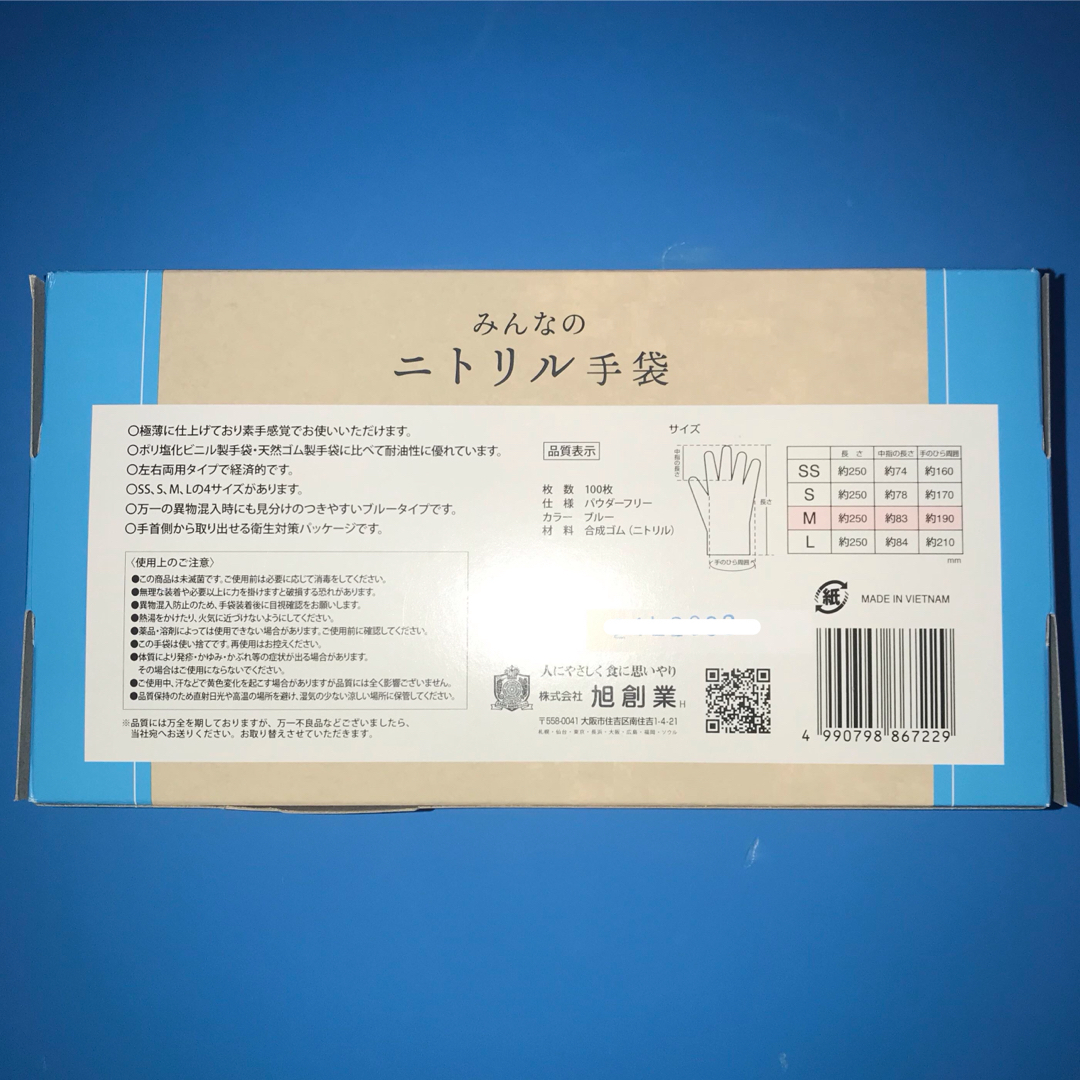 みんなの
ニトリル手袋
〇極薄に仕上げており素手感覚でお使いいただけます。
〇ポリ塩化ビニル製手袋・天然ゴム製手袋に比べて耐油性に優れています。
〇左右両用タイプで経済的です。
〇SS、S、M、Lの4サイズがあります。
〇万一の異物混入時にも見分けのつきやすいブルータイプです。
〇手首側から取り出せる衛生対策パッケージです。
〈使用上のご注意〉
●この商品は未滅菌です。ご使用前は必要に応じて消毒をしてください。
●無理な装着や必要以上に力を掛けますと破損する恐れがあります。
●異物混入防止のため、手袋装着後に目視確認をお願いします。
●熱湯をかけたり、火気に近づけないようにしてください。
●薬品・溶剤によっては使用できない場合があります。ご使用前に確認してください。
●この手袋は使い捨てです。再使用はお控えください。
●体質により発疹・かゆみ・かぶれ等の症状が出る場合があります。
その場合はご使用にならないでください。
●ご使用中、汗などで黄色変化を起こす場合がありますが品質には全く影響ございません。
●品質保持のため直射日光や高温の場所を避け、湿気の少ない涼しい場所に保管してください。
※品質には万全を期しておりますが、万一不良品などございましたら、
当社宛へお送りください。お取り替えさせていただきます。
品質表示
枚 数 100枚
仕 様 パウダーフリー
カラー ブルー
材 料 合成ゴム(ニトリル)
サイズ
中指の長さ
長さ
手のひら周囲
長 さ 中指の長さ 手のひら周囲
SS 約250 約74 約160
S 約250 約78 約170
M 約250 約83 約190
L 約250 約84 約210
mm
紙
MADE IN VIETNAM
人にやさしく食に思いやり
株式会社 旭創業 H
〒558-0041 大阪市住吉区南住吉1-4-21
札幌・仙台・東京・長浜・大阪・広島・福岡・ソウル
4 990798 867229